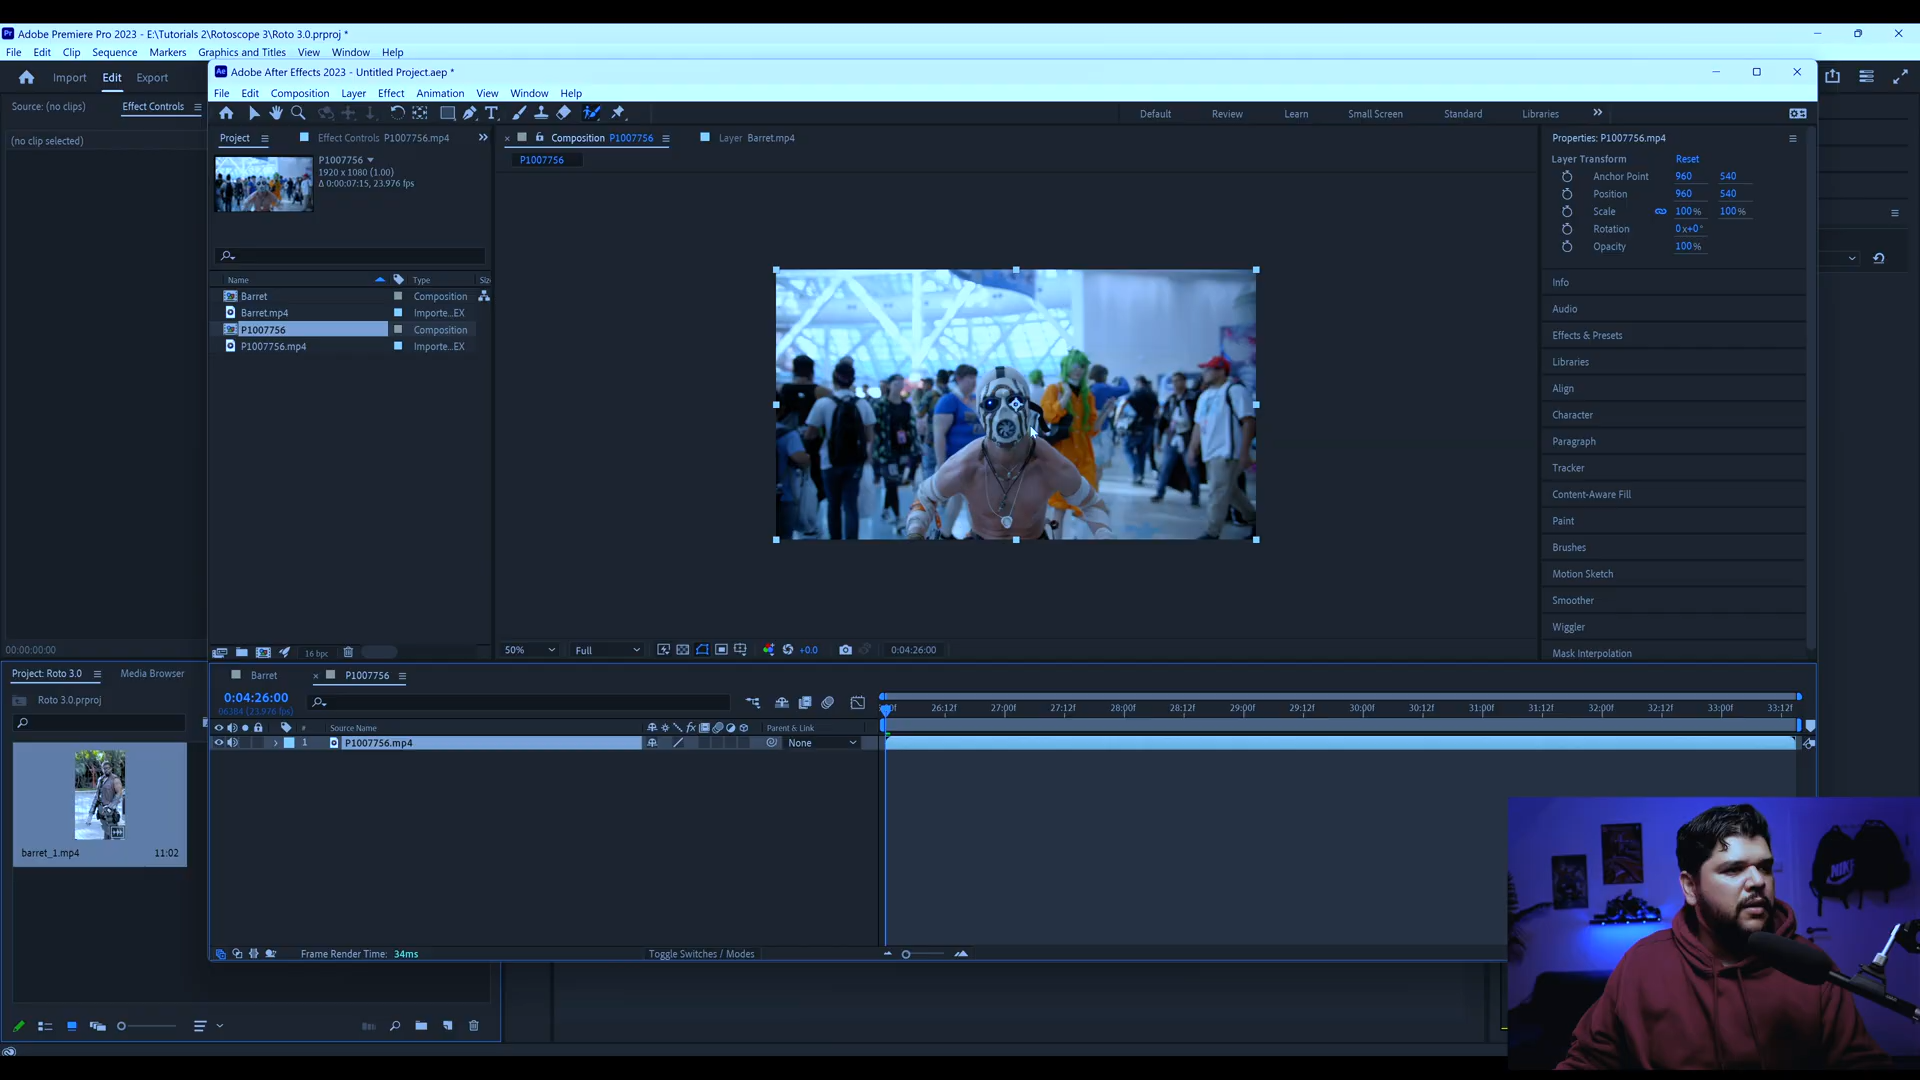 Pr Adobe Premiere Pro 2023 - E:\Tutorials 2\Rotoscope 3\Roto 3.0.prproj *
File Edit Clip Sequence Markers Graphics and Titles View Window Help
Import Edit Export
Source: (no clips) Effect Controls
(no clip selected)
00:00:00:00
Ae Adobe After Effects 2023 - Untitled Project.aep *
File Edit Composition Layer Effect Animation View Window Help
Default Review Learn Small Screen Standard Libraries
Project Effect Controls P1007756.mp4
P1007756
1920 x 1080 (1.00)
Δ 0:00:07:15, 23.976 fps
Name Type Siz
Barret Composition
Barret.mp4 Importe...EX
P1007756 Composition
P1007756.mp4 Importe...EX
16 bpc
Composition P1007756 Layer Barret.mp4
P1007756
50% Full +0.0 0:04:26:00
Properties: P1007756.mp4
Layer Transform Reset
Anchor Point 960 540
Position 960 540
Scale 100% 100%
Rotation 0x+0°
Opacity 100%
Info
Audio
Effects & Presets
Libraries
Align
Character
Paragraph
Tracker
Content-Aware Fill
Paint
Brushes
Motion Sketch
Smoother
Wiggler
Mask Interpolation
Project: Roto 3.0 Media Browser
Roto 3.0.prproj
barret_1.mp4 11:02
Barret P1007756
0:04:26:00
06384 (23.976 fps)
# Source Name fx Parent & Link
1 P1007756.mp4 None
26:12f 27:00f 27:12f 28:00f 28:12f 29:00f 29:12f 30:00f 30:12f 31:00f 31:12f 32:00f 32:12f 33:00f 33:12f
Frame Render Time: 34ms Toggle Switches / Modes
NIKE